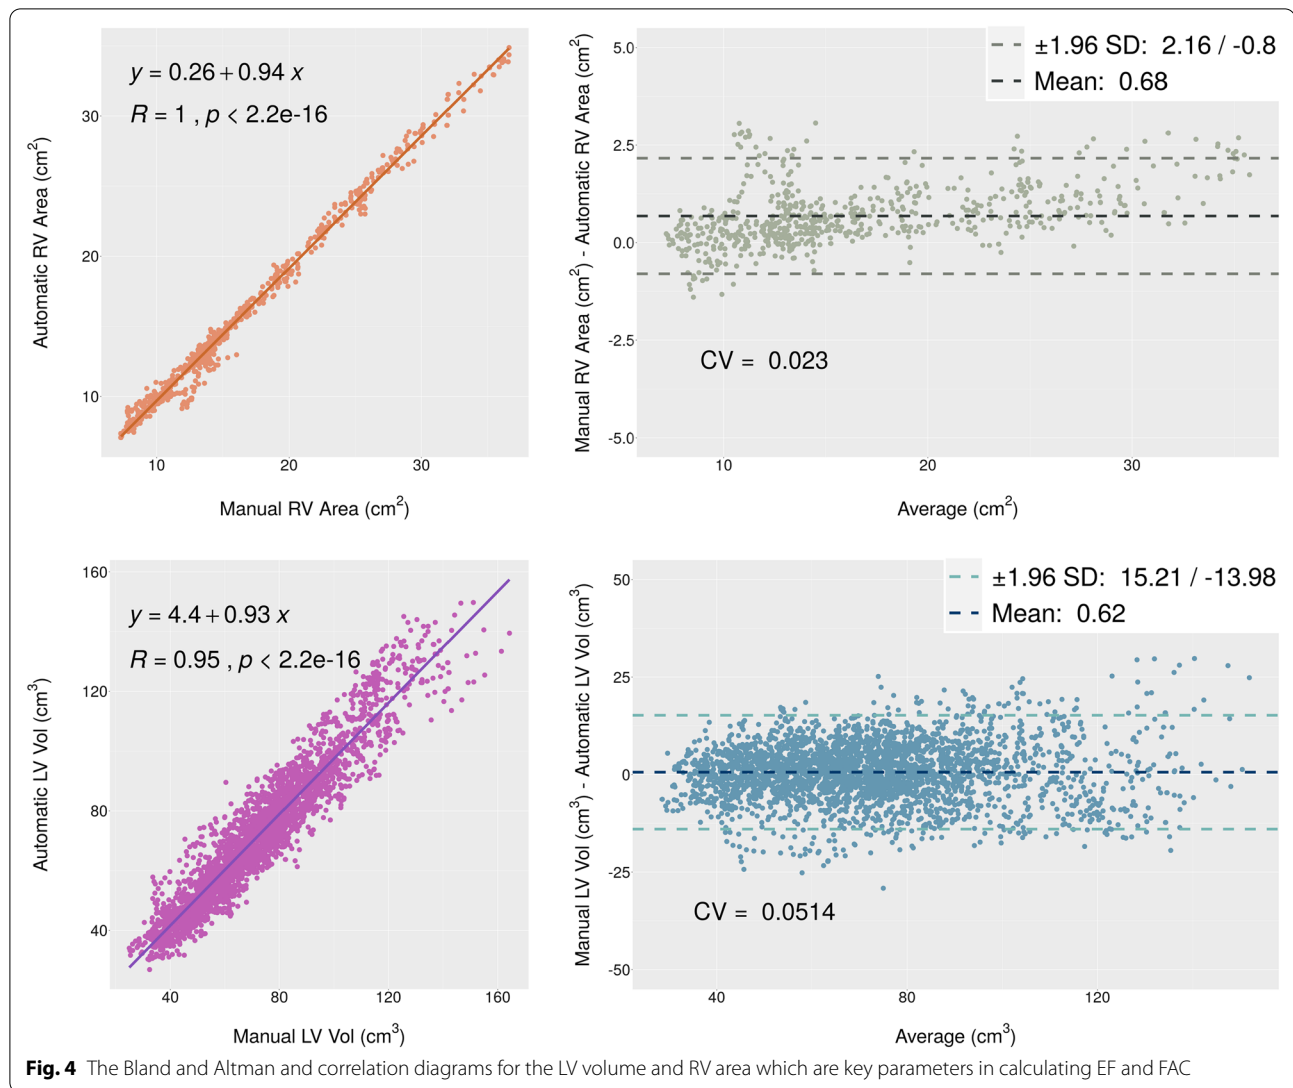 y = 0.26 + 0.94 x
R = 1 , p < 2.2e-16
Automatic RV Area (cm²)
30
20
10
10 20 30
Manual RV Area (cm²)
±1.96 SD: 2.16 / -0.8
Mean: 0.68
Manual RV Area (cm²) - Automatic RV Area (cm²)
5.0
2.5
0.0
-2.5
-5.0
CV = 0.023
10 20 30
Average (cm²)
y = 4.4 + 0.93 x
R = 0.95 , p < 2.2e-16
Automatic LV Vol (cm³)
160
120
80
40
40 80 120 160
Manual LV Vol (cm³)
±1.96 SD: 15.21 / -13.98
Mean: 0.62
Manual LV Vol (cm³) - Automatic LV Vol (cm³)
50
25
0
-25
-50
CV = 0.0514
40 80 120
Average (cm³)
Fig. 4 The Bland and Altman and correlation diagrams for the LV volume and RV area which are key parameters in calculating EF and FAC